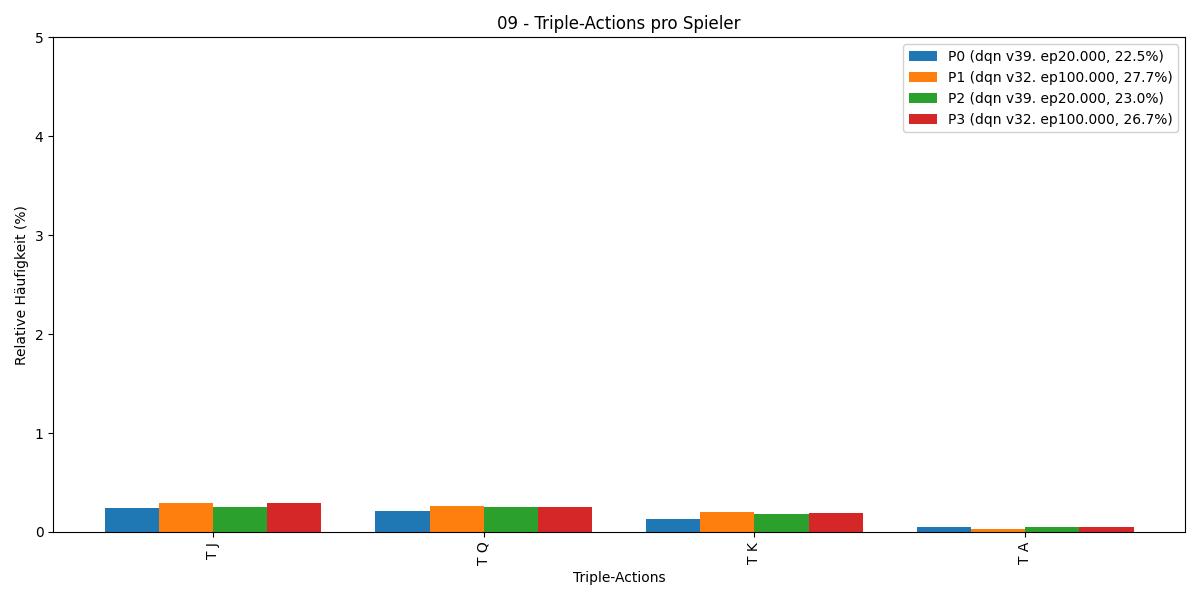 09 - Triple-Actions pro Spieler
P0 (dqn v39. ep20.000, 22.5%)
P1 (dqn v32. ep100.000, 27.7%)
P2 (dqn v39. ep20.000, 23.0%)
P3 (dqn v32. ep100.000, 26.7%)
Relative Häufigkeit (%)
5
4
3
2
1
0
T J
T Q
T K
T A
Triple-Actions